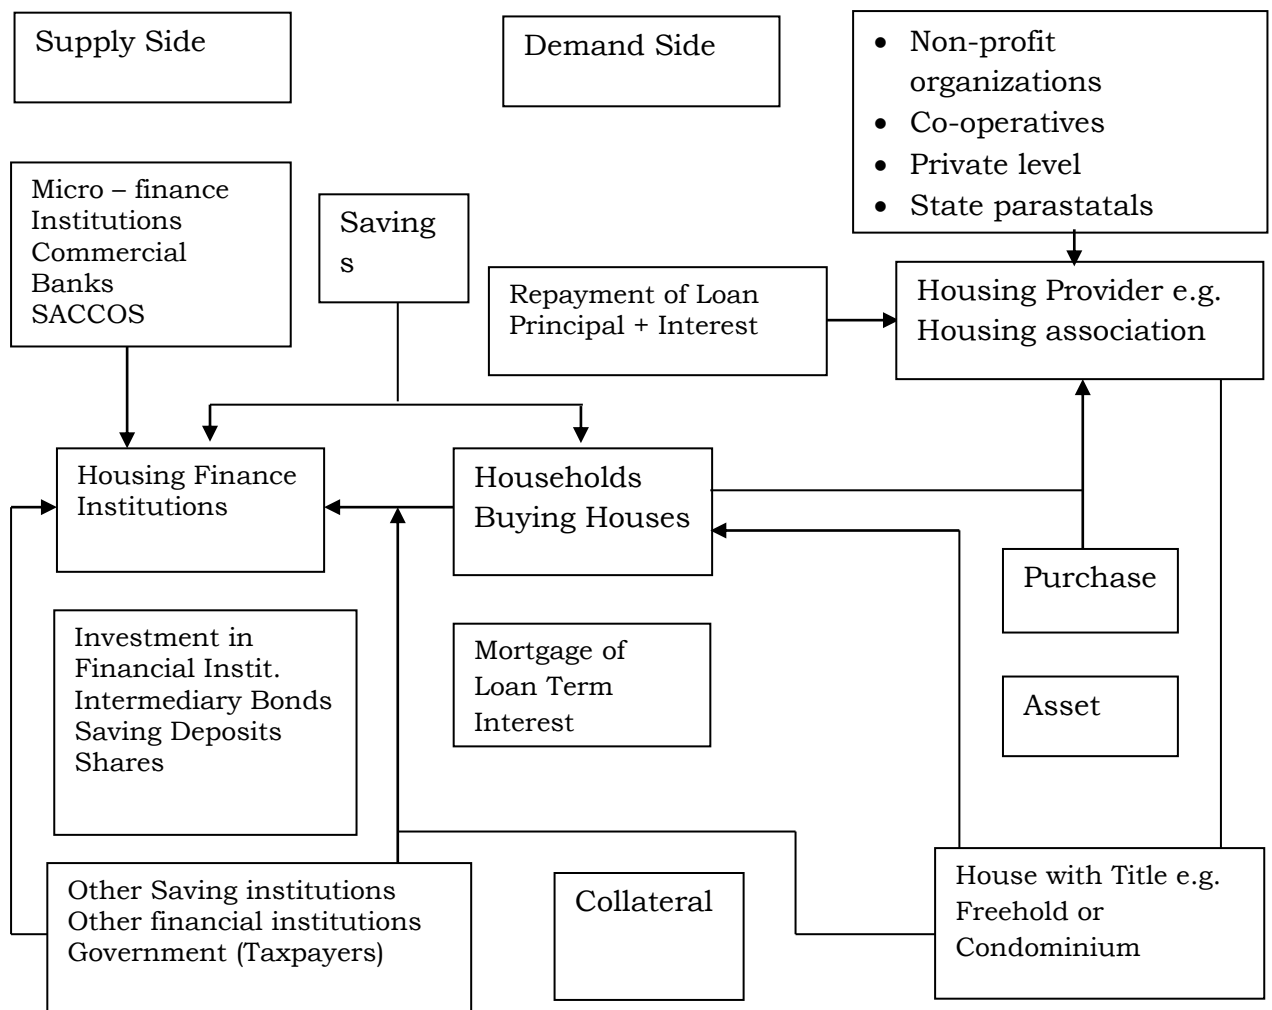 Supply Side
Demand Side
• Non-profit
organizations
• Co-operatives
• Private level
• State parastatals
Micro – finance
Institutions
Commercial
Banks
SACCOS
Saving
s
Repayment of Loan
Principal + Interest
Housing Provider e.g.
Housing association
Housing Finance
Institutions
Households
Buying Houses
Purchase
Investment in
Financial Instit.
Intermediary Bonds
Saving Deposits
Shares
Mortgage of
Loan Term
Interest
Asset
Other Saving institutions
Other financial institutions
Government (Taxpayers)
Collateral
House with Title e.g.
Freehold or
Condominium